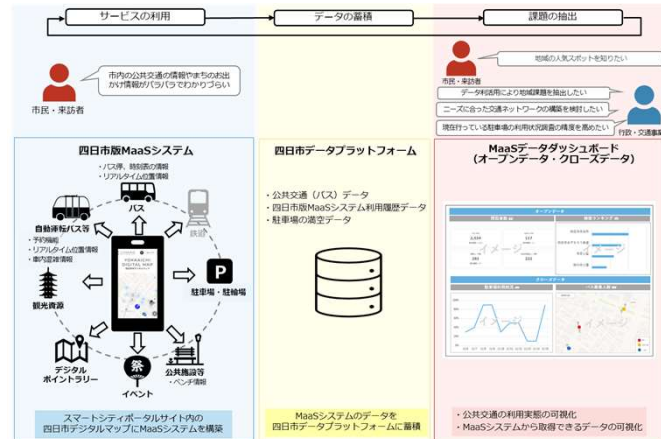 サービスの利用
データの蓄積
課題の抽出
市内の公共交通の情報やまちのお出
かけ情報がバラバラでわかりづらい
市民・来訪者
地域の人気スポットを知りたい
市民・来訪者
データ利活用により地域課題を抽出したい
ニーズに合った交通ネットワークの構築を検討したい
現在行っている駐車場の利用状況調査の精度を高めたい
行政・交通事業
四日市版MaaSシステム
・バス停、時刻表の情報
・リアルタイム位置情報
バス
鉄道
自動運転バス等
・予約機能
・リアルタイム位置情報
・車内混雑情報
観光資源
P
駐車場・駐輪場
YOKKAICHI
DIGITAL MAP
デジタル
ポイントラリー
祭
イベント
公共施設等
・ベンチ情報
スマートシティポータルサイト内の
四日市デジタルマップにMaaSシステムを構築
四日市データプラットフォーム
・公共交通（バス）データ
・四日市版MaaSシステム利用履歴データ
・駐車場の満空データ
MaaSシステムのデータを
四日市データプラットフォームに蓄積
MaaSデータダッシュボード
（オープンデータ・クローズデータ）
オープンデータ
イメージ
イメージ
クローズデータ
イメージ
イメージ
・公共交通の利用実態の可視化
・MaaSシステムから取得できるデータの可視化